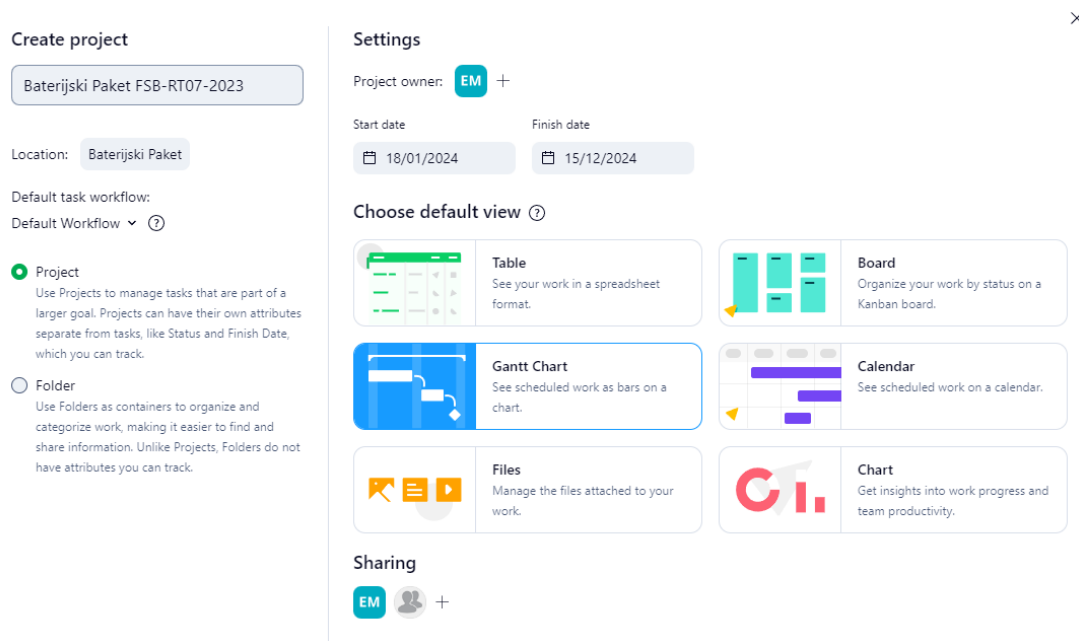 Create project
Baterijski Paket FSB-RT07-2023
Location: Baterijski Paket
Default task workflow:
Default Workflow
?
Project
Use Projects to manage tasks that are part of a
larger goal. Projects can have their own attributes
separate from tasks, like Status and Finish Date,
which you can track.
Folder
Use Folders as containers to organize and
categorize work, making it easier to find and
share information. Unlike Projects, Folders do not
have attributes you can track.
Settings
Project owner: EM
Start date
Finish date
18/01/2024
15/12/2024
Choose default view ?
Table
See your work in a spreadsheet
format.
Board
Organize your work by status on a
Kanban board.
Gantt Chart
See scheduled work as bars on a
chart.
Calendar
See scheduled work on a calendar.
Files
Manage the files attached to your
work.
Chart
Get insights into work progress and
team productivity.
Sharing
EM